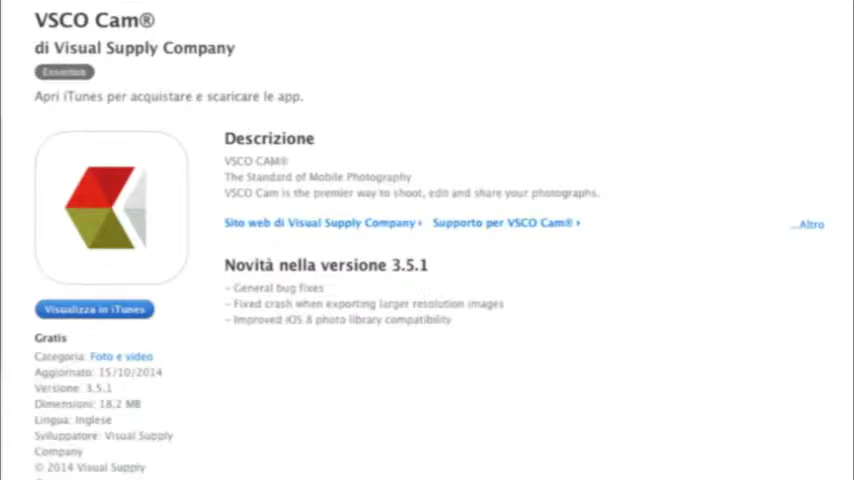 VSCO Cam®
di Visual Supply Company
Essentials
Apri iTunes per acquistare e scaricare le app.
Descrizione
VSCO CAM®
The Standard of Mobile Photography
VSCO Cam is the premier way to shoot, edit and share your photographs.
Sito web di Visual Supply Company Supporto per VSCO Cam® ...Altro
Novità nella versione 3.5.1
- General bug fixes
- Fixed crash when exporting larger resolution images
- Improved iOS 8 photo library compatibility
Visualizza in iTunes
Gratis
Categoria: Foto e video
Aggiornato: 15/10/2014
Versione: 3.5.1
Dimensioni: 18.2 MB
Lingua: Inglese
Sviluppatore: Visual Supply
Company
© 2014 Visual Supply